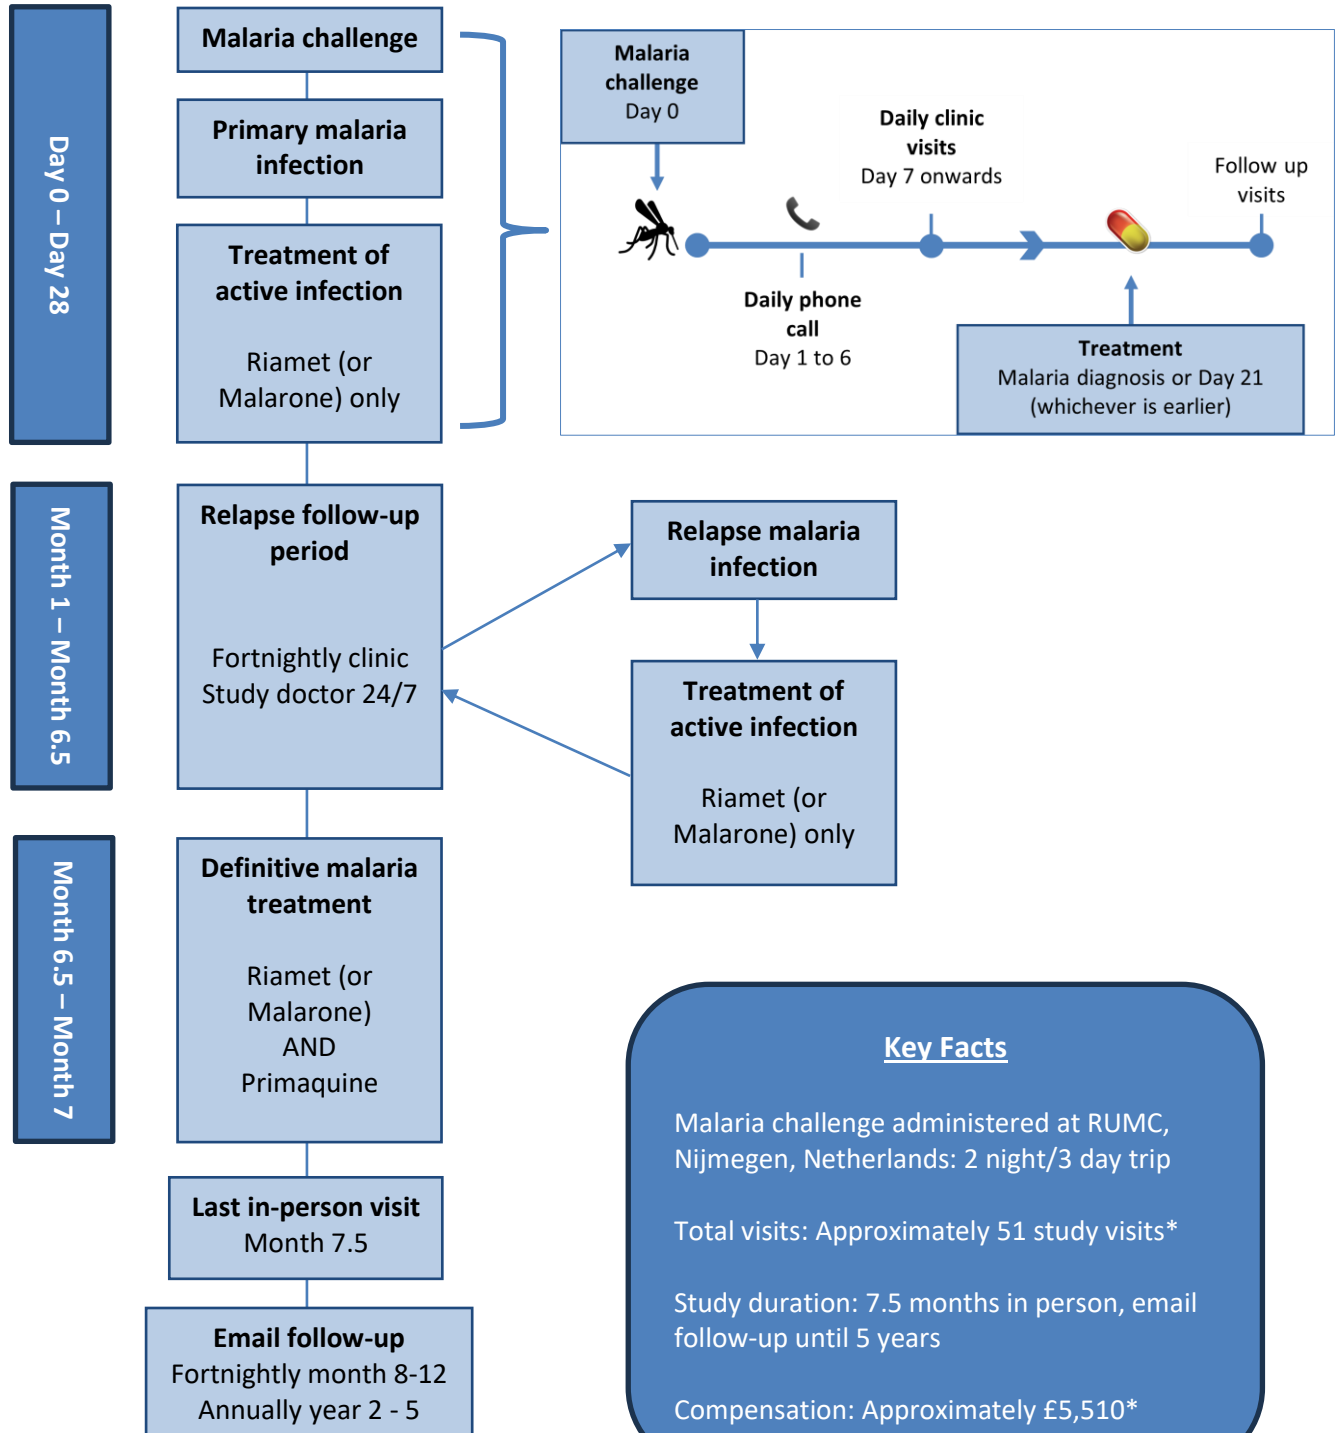 Day 0 – Day 28
Malaria challenge
Primary malaria
infection
Treatment of
active infection
Riamet (or
Malarone) only
Malaria
challenge
Day 0
Daily phone
call
Day 1 to 6
Daily clinic
visits
Day 7 onwards
Treatment
Malaria diagnosis or Day 21
(whichever is earlier)
Follow up
visits
Month 1 – Month 6.5
Relapse follow-up
period
Fortnightly clinic
Study doctor 24/7
Relapse malaria
infection
Treatment of
active infection
Riamet (or
Malarone) only
Month 6.5 – Month 7
Definitive malaria
treatment
Riamet (or
Malarone)
AND
Primaquine
Last in-person visit
Month 7.5
Email follow-up
Fortnightly month 8-12
Annually year 2 - 5
Key Facts
Malaria challenge administered at RUMC,
Nijmegen, Netherlands: 2 night/3 day trip
Total visits: Approximately 51 study visits*
Study duration: 7.5 months in person, email
follow-up until 5 years
Compensation: Approximately £5,510*